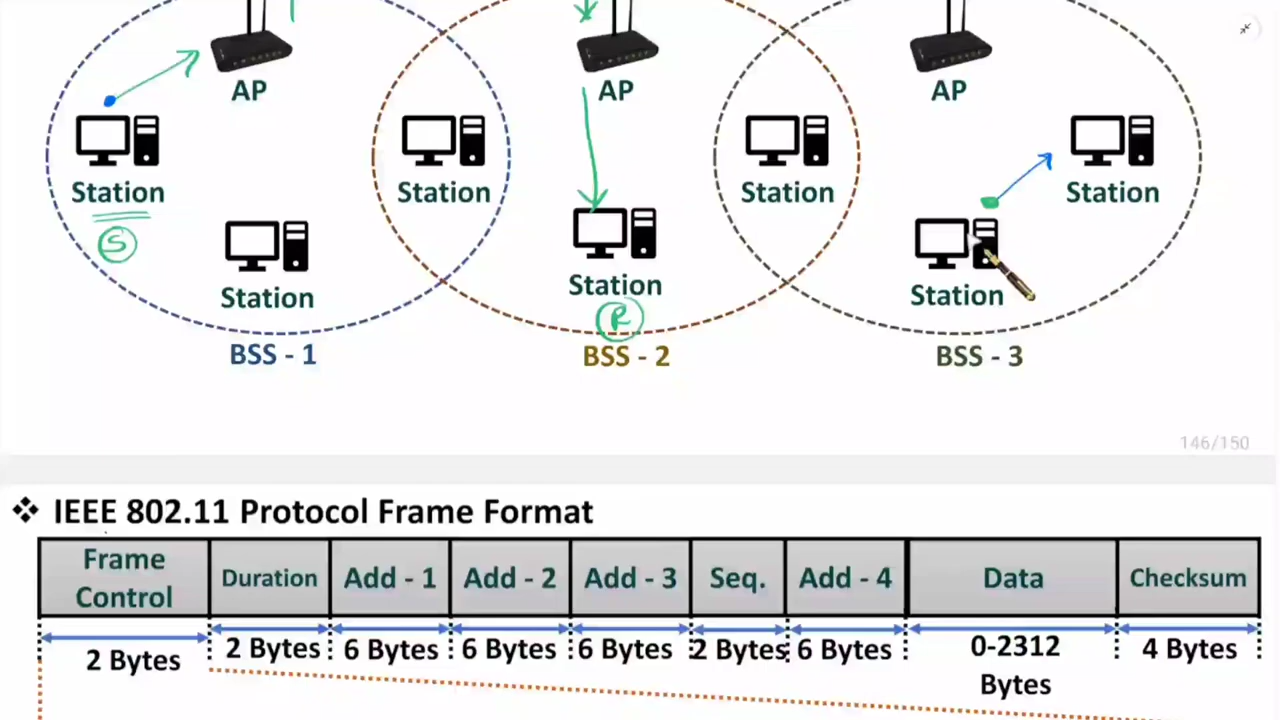 AP
AP
AP
Station
Station
Station
Station
S
Station
Station
Station
R
BSS - 1
BSS - 2
BSS - 3
146/150
❖ IEEE 802.11 Protocol Frame Format
Frame Control
Duration
Add - 1
Add - 2
Add - 3
Seq.
Add - 4
Data
Checksum
2 Bytes
2 Bytes
6 Bytes
6 Bytes
6 Bytes
2 Bytes
6 Bytes
0-2312
Bytes
4 Bytes